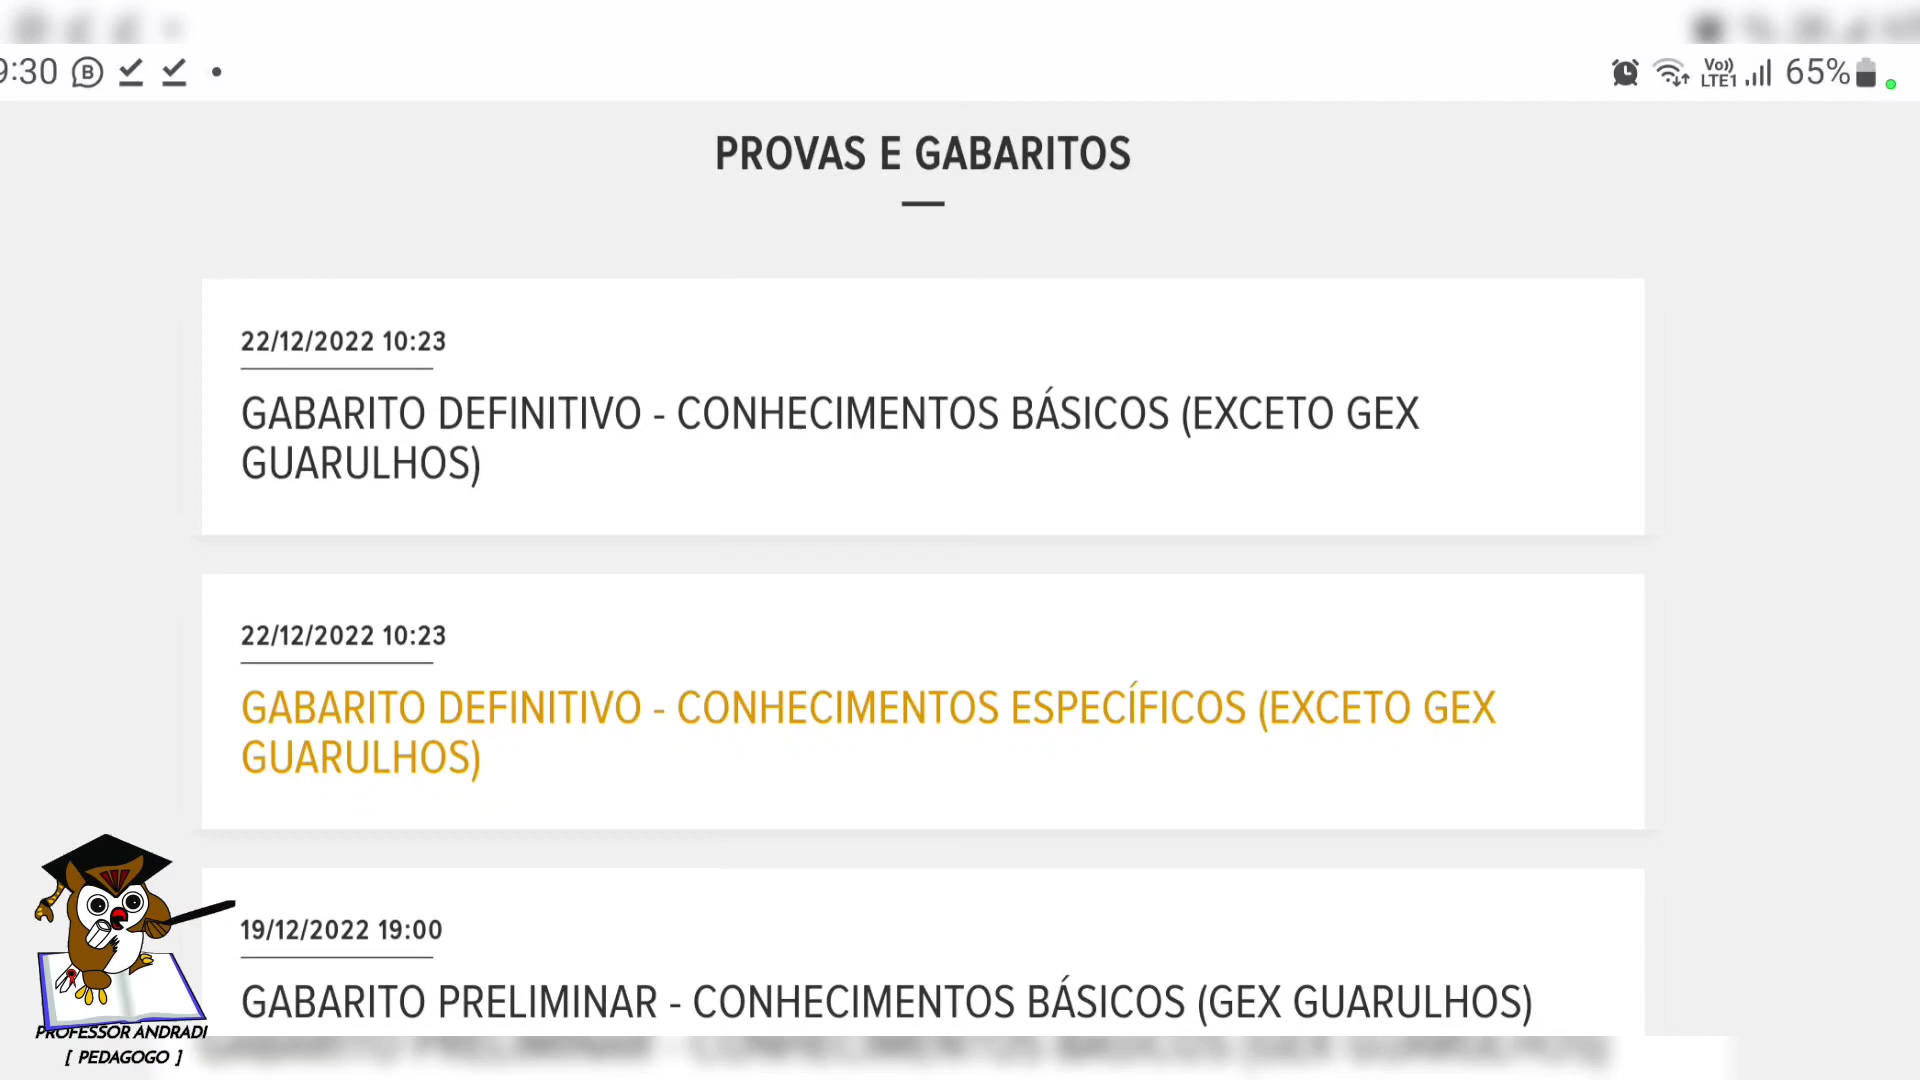 9:30
Vo))
LTE1
65%
PROVAS E GABARITOS
22/12/2022 10:23
GABARITO DEFINITIVO - CONHECIMENTOS BÁSICOS (EXCETO GEX
GUARULHOS)
22/12/2022 10:23
GABARITO DEFINITIVO - CONHECIMENTOS ESPECÍFICOS (EXCETO GEX
GUARULHOS)
19/12/2022 19:00
GABARITO PRELIMINAR - CONHECIMENTOS BÁSICOS (GEX GUARULHOS)
PROFESSOR ANDRADI
[ PEDAGOGO ]